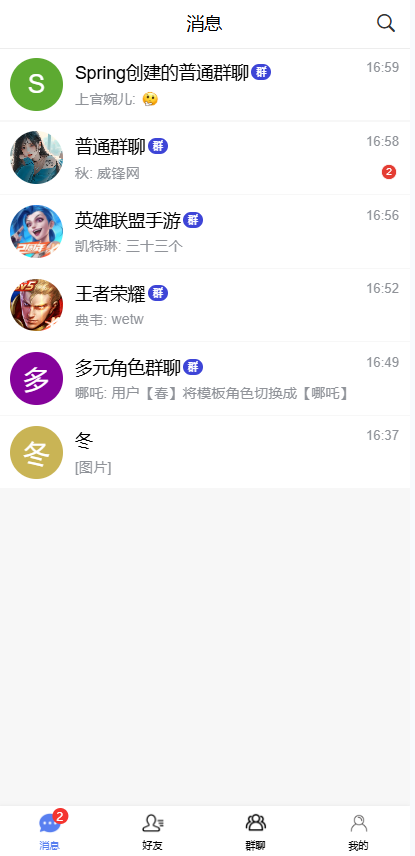 消息
S
Spring创建的普通群聊 群
16:59
上官婉儿: 🤔
普通群聊 群
16:58
秋: 威锋网
2
英雄联盟手游 群
16:56
凯特琳: 三十三个
王者荣耀 群
16:52
典韦: wetw
多
多元角色群聊 群
16:49
哪吒: 用户【春】将模板角色切换成【哪吒】
冬
冬
16:37
[图片]
2
消息
好友
群聊
我的